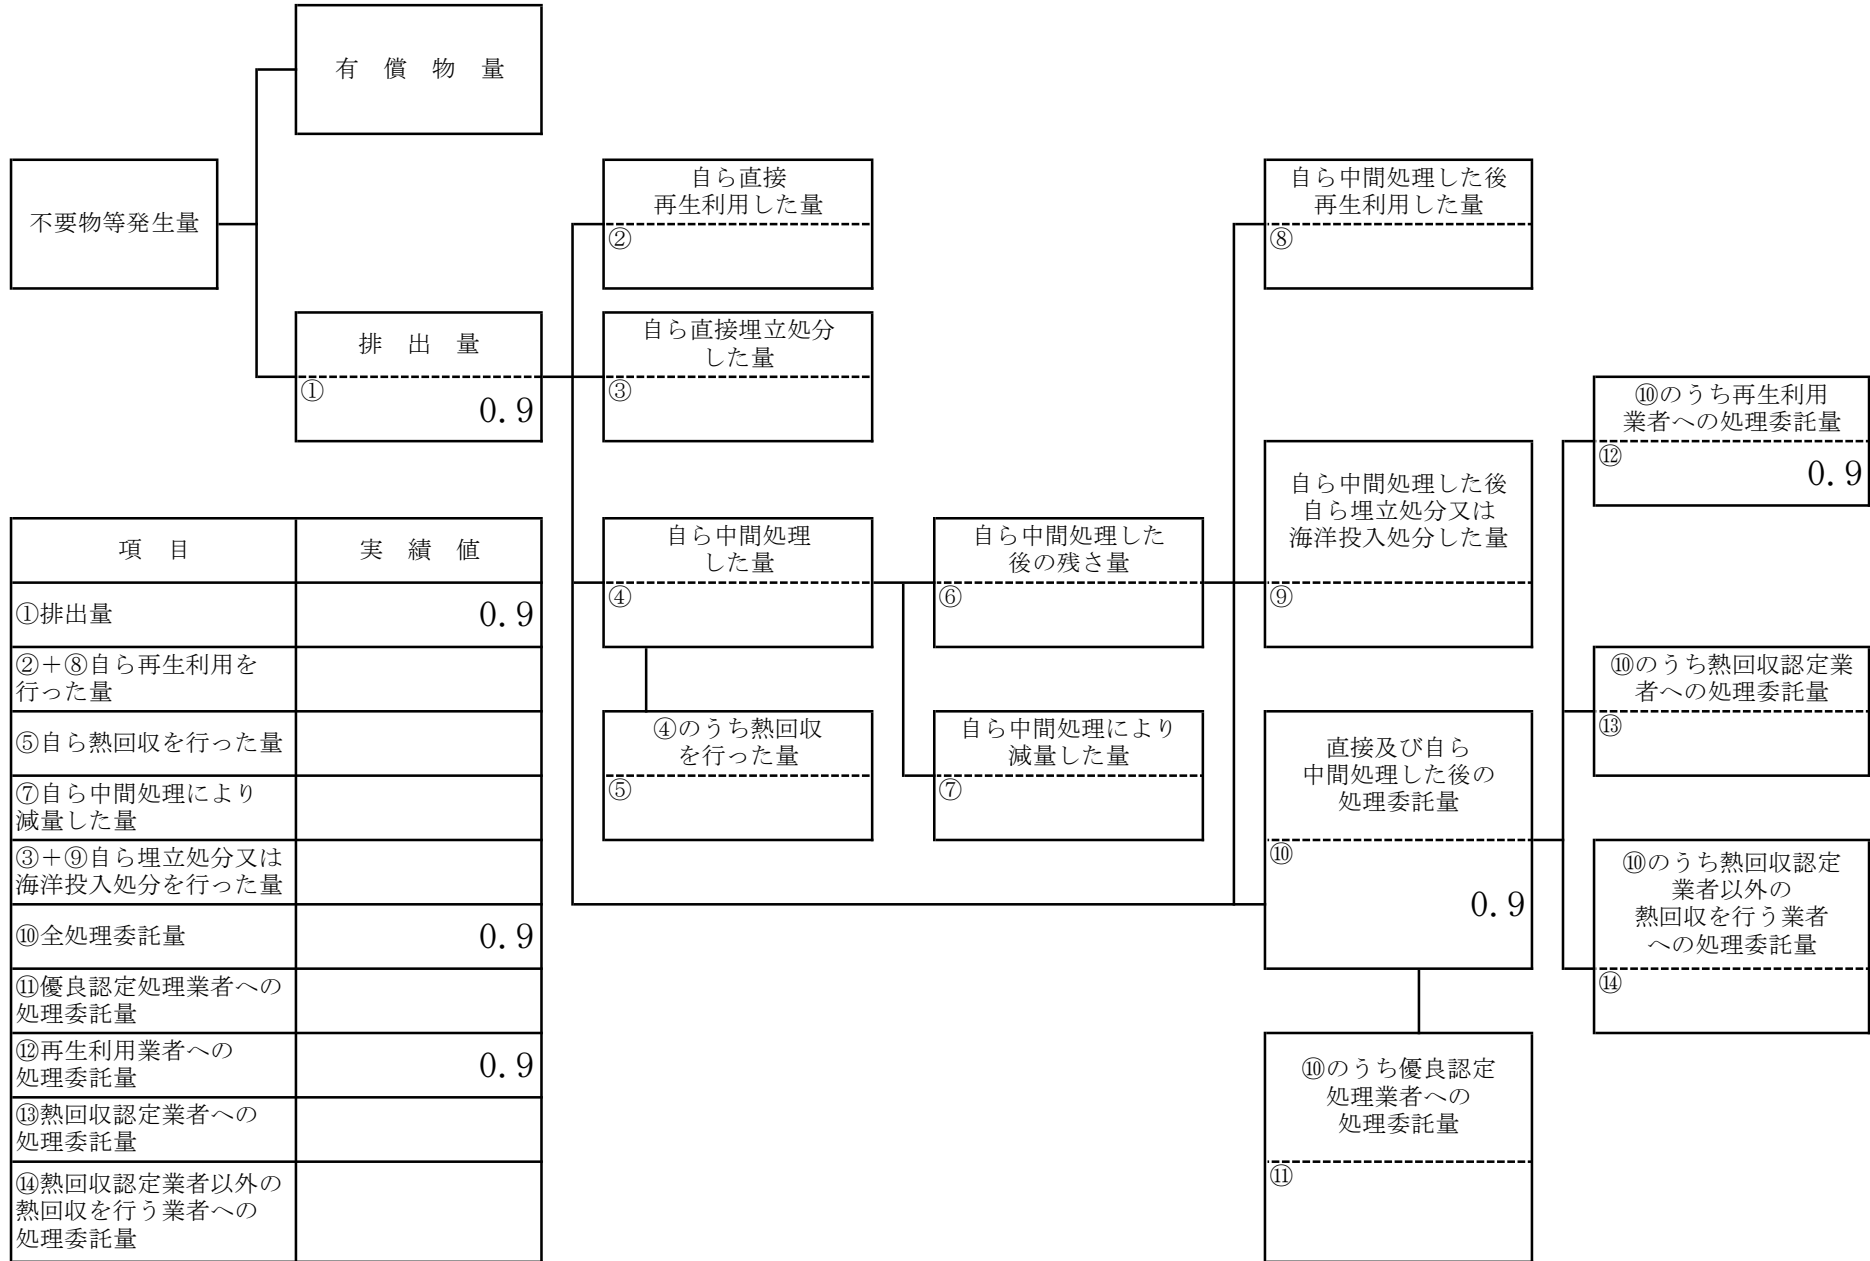 有　償　物　量
不要物等発生量
排　出　量
①
0.9
自ら直接
再生利用した量
②
自ら直接埋立処分
した量
③
自ら中間処理
した量
④
④のうち熱回収
を行った量
⑤
自ら中間処理した
後の残さ量
⑥
自ら中間処理により
減量した量
⑦
自ら中間処理した後
再生利用した量
⑧
自ら中間処理した後
自ら埋立処分又は
海洋投入処分した量
⑨
直接及び自ら
中間処理した後の
処理委託量
⑩
0.9
⑩のうち優良認定
処理業者への
処理委託量
⑪
⑩のうち再生利用
業者への処理委託量
⑫
0.9
⑩のうち熱回収認定業
者への処理委託量
⑬
⑩のうち熱回収認定
業者以外の
熱回収を行う業者
への処理委託量
⑭
項　目　実　績　値
①排出量　0.9
②＋⑧自ら再生利用を
行った量
⑤自ら熱回収を行った量
⑦自ら中間処理により
減量した量
③＋⑨自ら埋立処分又は
海洋投入処分を行った量
⑩全処理委託量　0.9
⑪優良認定処理業者への
処理委託量
⑫再生利用業者への
処理委託量　0.9
⑬熱回収認定業者への
処理委託量
⑭熱回収認定業者以外の
熱回収を行う業者への
処理委託量